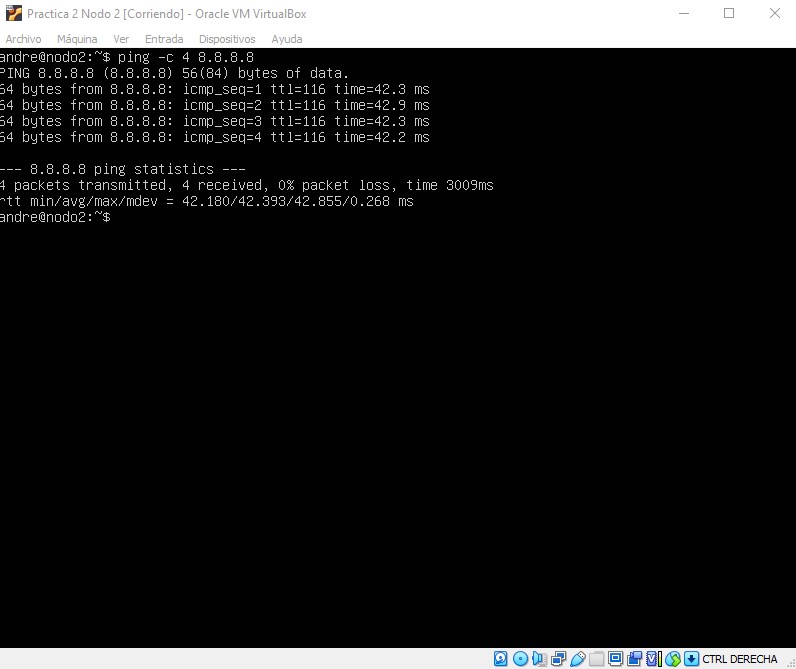 Practica 2 Nodo 2 [Corriendo] - Oracle VM VirtualBox
Archivo Máquina Ver Entrada Dispositivos Ayuda
andre@nodo2:~$ ping -c 4 8.8.8.8
PING 8.8.8.8 (8.8.8.8) 56(84) bytes of data.
64 bytes from 8.8.8.8: icmp_seq=1 ttl=116 time=42.3 ms
64 bytes from 8.8.8.8: icmp_seq=2 ttl=116 time=42.9 ms
64 bytes from 8.8.8.8: icmp_seq=3 ttl=116 time=42.3 ms
64 bytes from 8.8.8.8: icmp_seq=4 ttl=116 time=42.2 ms
--- 8.8.8.8 ping statistics ---
4 packets transmitted, 4 received, 0% packet loss, time 3009ms
rtt min/avg/max/mdev = 42.180/42.393/42.855/0.268 ms
andre@nodo2:~$
CTRL DERECHA